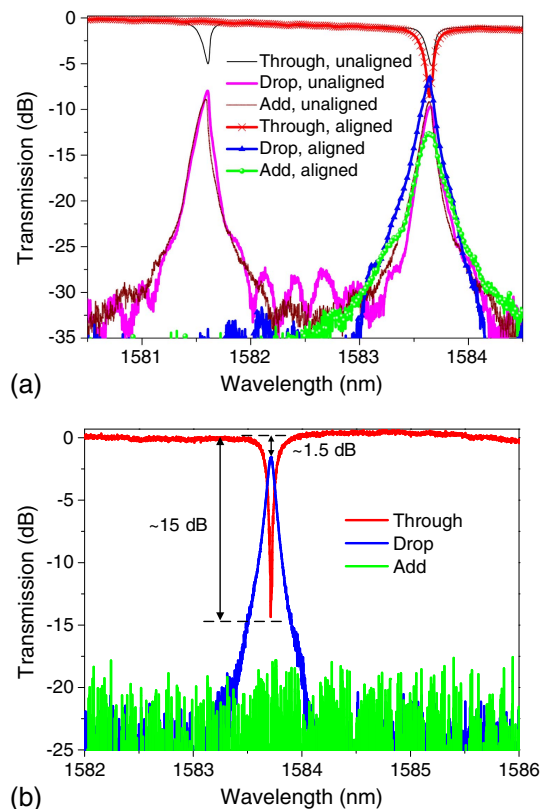 0
-5
-10
-15
-20
-25
-30
-35
Transmission (dB)
Through, unaligned
Drop, unaligned
Add, unaligned
Through, aligned
Drop, aligned
Add, aligned
1581 1582 1583 1584
Wavelength (nm)
(a)
0
-5
-10
-15
-20
-25
Transmission (dB)
~1.5 dB
~15 dB
Through
Drop
Add
1582 1583 1584 1585 1586
Wavelength (nm)
(b)